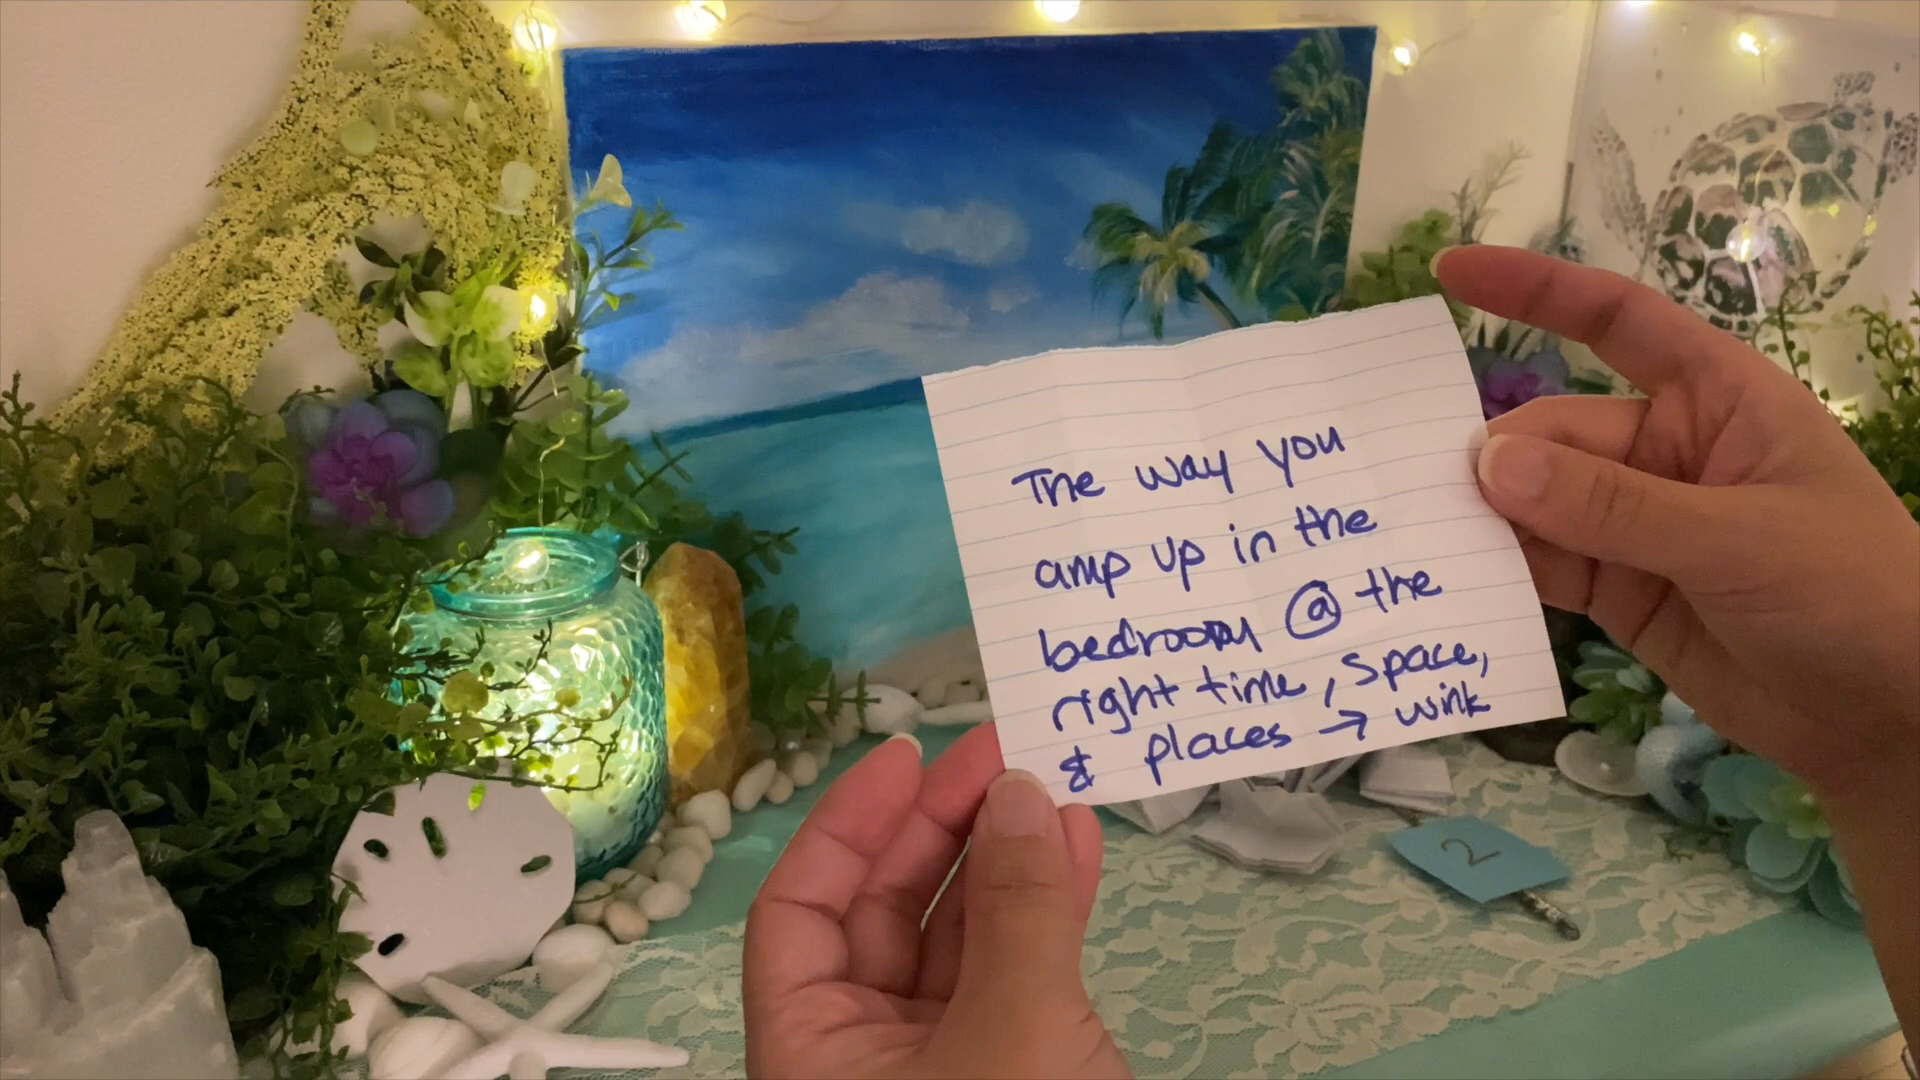 The way you
amp up in the
bedroom @ the
right time, space,
& places → wink
2